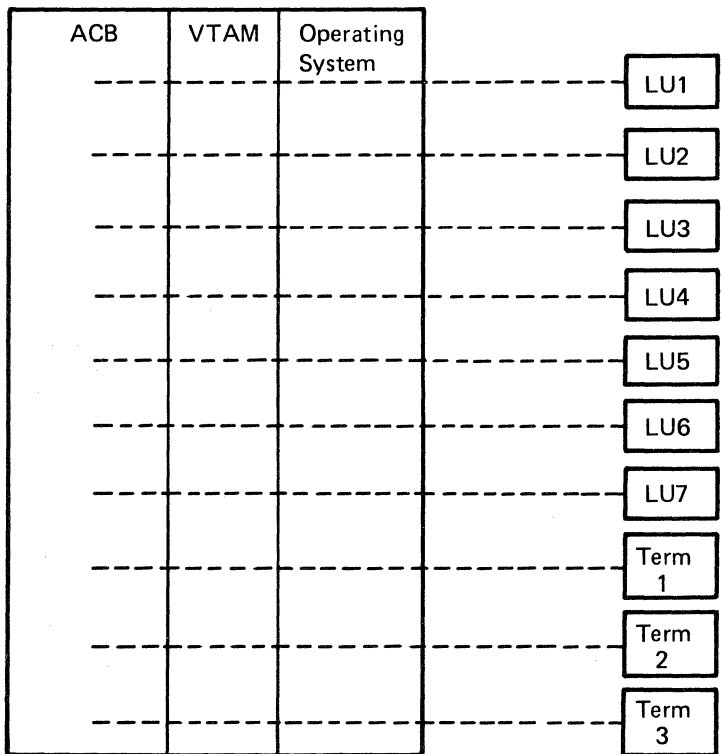 ACB
VTAM
Operating
System
LU1
LU2
LU3
LU4
LU5
LU6
LU7
Term
1
Term
2
Term
3